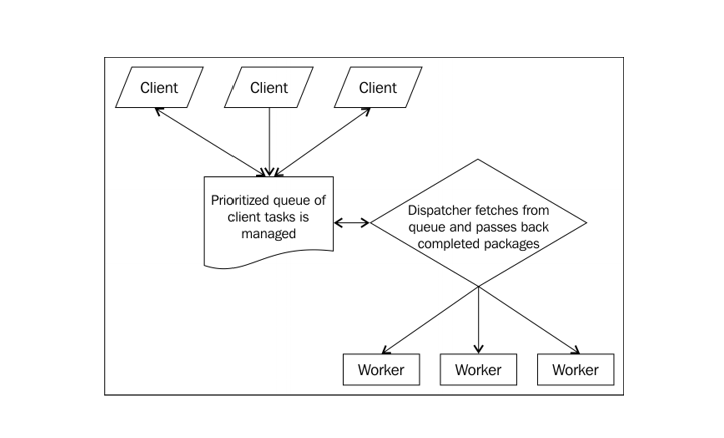 Client
Client
Client
Prioritized queue of
client tasks is
managed
Dispatcher fetches from
queue and passes back
completed packages
Worker
Worker
Worker